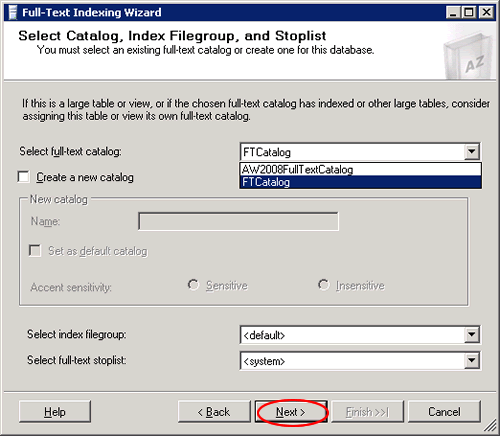 Full-Text Indexing Wizard
Select Catalog, Index Filegroup, and Stoplist
You must select an existing full-text catalog or create one for this database.
AZ
If this is a large table or view, or if the chosen full-text catalog has indexed or other large tables, consider
assigning this table or view its own full-text catalog.
Select full-text catalog: FTCatalog
AW2008FullTextCatalog
Create a new catalog FTCatalog
New catalog
Name:
Set as default catalog
Accent sensitivity: Sensitive Insensitive
Select index filegroup: <default>
Select full-text stoplist: <system>
Help < Back Next > Finish >>| Cancel